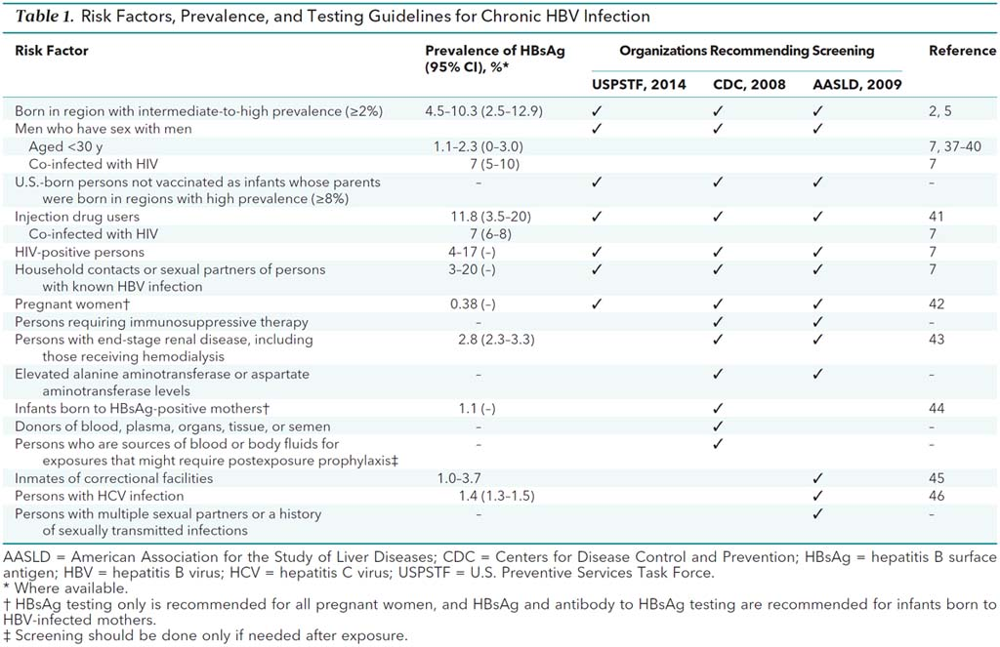 Table 1. Risk Factors, Prevalence, and Testing Guidelines for Chronic HBV Infection
Risk Factor Prevalence of HBsAg Organizations Recommending Screening Reference
(95% CI), %*
USPSTF, 2014 CDC, 2008 AASLD, 2009
Born in region with intermediate-to-high prevalence (≥2%) 4.5–10.3 (2.5–12.9) ✓ ✓ ✓ 2, 5
Men who have sex with men ✓ ✓ ✓
Aged <30 y 1.1–2.3 (0–3.0) 7, 37–40
Co-infected with HIV 7 (5–10) 7
U.S.-born persons not vaccinated as infants whose parents – ✓ ✓ ✓ –
were born in regions with high prevalence (≥8%)
Injection drug users 11.8 (3.5–20) ✓ ✓ ✓ 41
Co-infected with HIV 7 (6–8) 7
HIV-positive persons 4–17 (–) ✓ ✓ ✓ 7
Household contacts or sexual partners of persons 3–20 (–) ✓ ✓ ✓ 7
with known HBV infection
Pregnant women† 0.38 (–) ✓ ✓ ✓ 42
Persons requiring immunosuppressive therapy – ✓ ✓ –
Persons with end-stage renal disease, including 2.8 (2.3–3.3) ✓ ✓ 43
those receiving hemodialysis
Elevated alanine aminotransferase or aspartate – ✓ ✓ –
aminotransferase levels
Infants born to HBsAg-positive mothers† 1.1 (–) ✓ 44
Donors of blood, plasma, organs, tissue, or semen – ✓ –
Persons who are sources of blood or body fluids for – ✓ –
exposures that might require postexposure prophylaxis‡
Inmates of correctional facilities 1.0–3.7 ✓ 45
Persons with HCV infection 1.4 (1.3–1.5) ✓ 46
Persons with multiple sexual partners or a history – ✓ –
of sexually transmitted infections
AASLD = American Association for the Study of Liver Diseases; CDC = Centers for Disease Control and Prevention; HBsAg = hepatitis B surface
antigen; HBV = hepatitis B virus; HCV = hepatitis C virus; USPSTF = U.S. Preventive Services Task Force.
* Where available.
† HBsAg testing only is recommended for all pregnant women, and HBsAg and antibody to HBsAg testing are recommended for infants born to
HBV-infected mothers.
‡ Screening should be done only if needed after exposure.